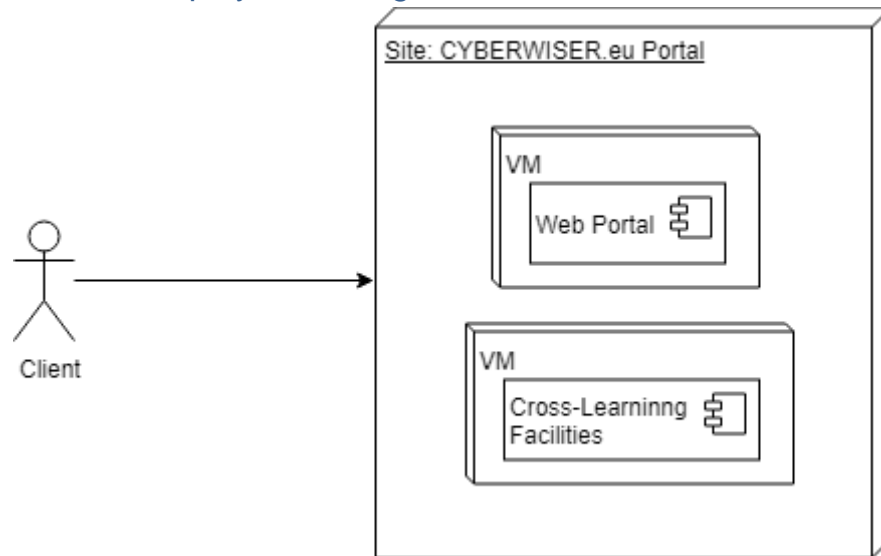 Site: CYBERWISER.eu Portal
VM
Web Portal
Client
VM
Cross-Learninng
Facilities